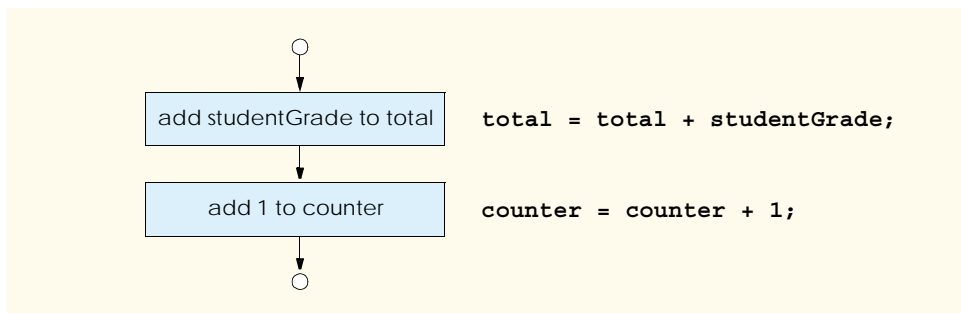 add studentGrade to total total = total + studentGrade;
add 1 to counter counter = counter + 1;